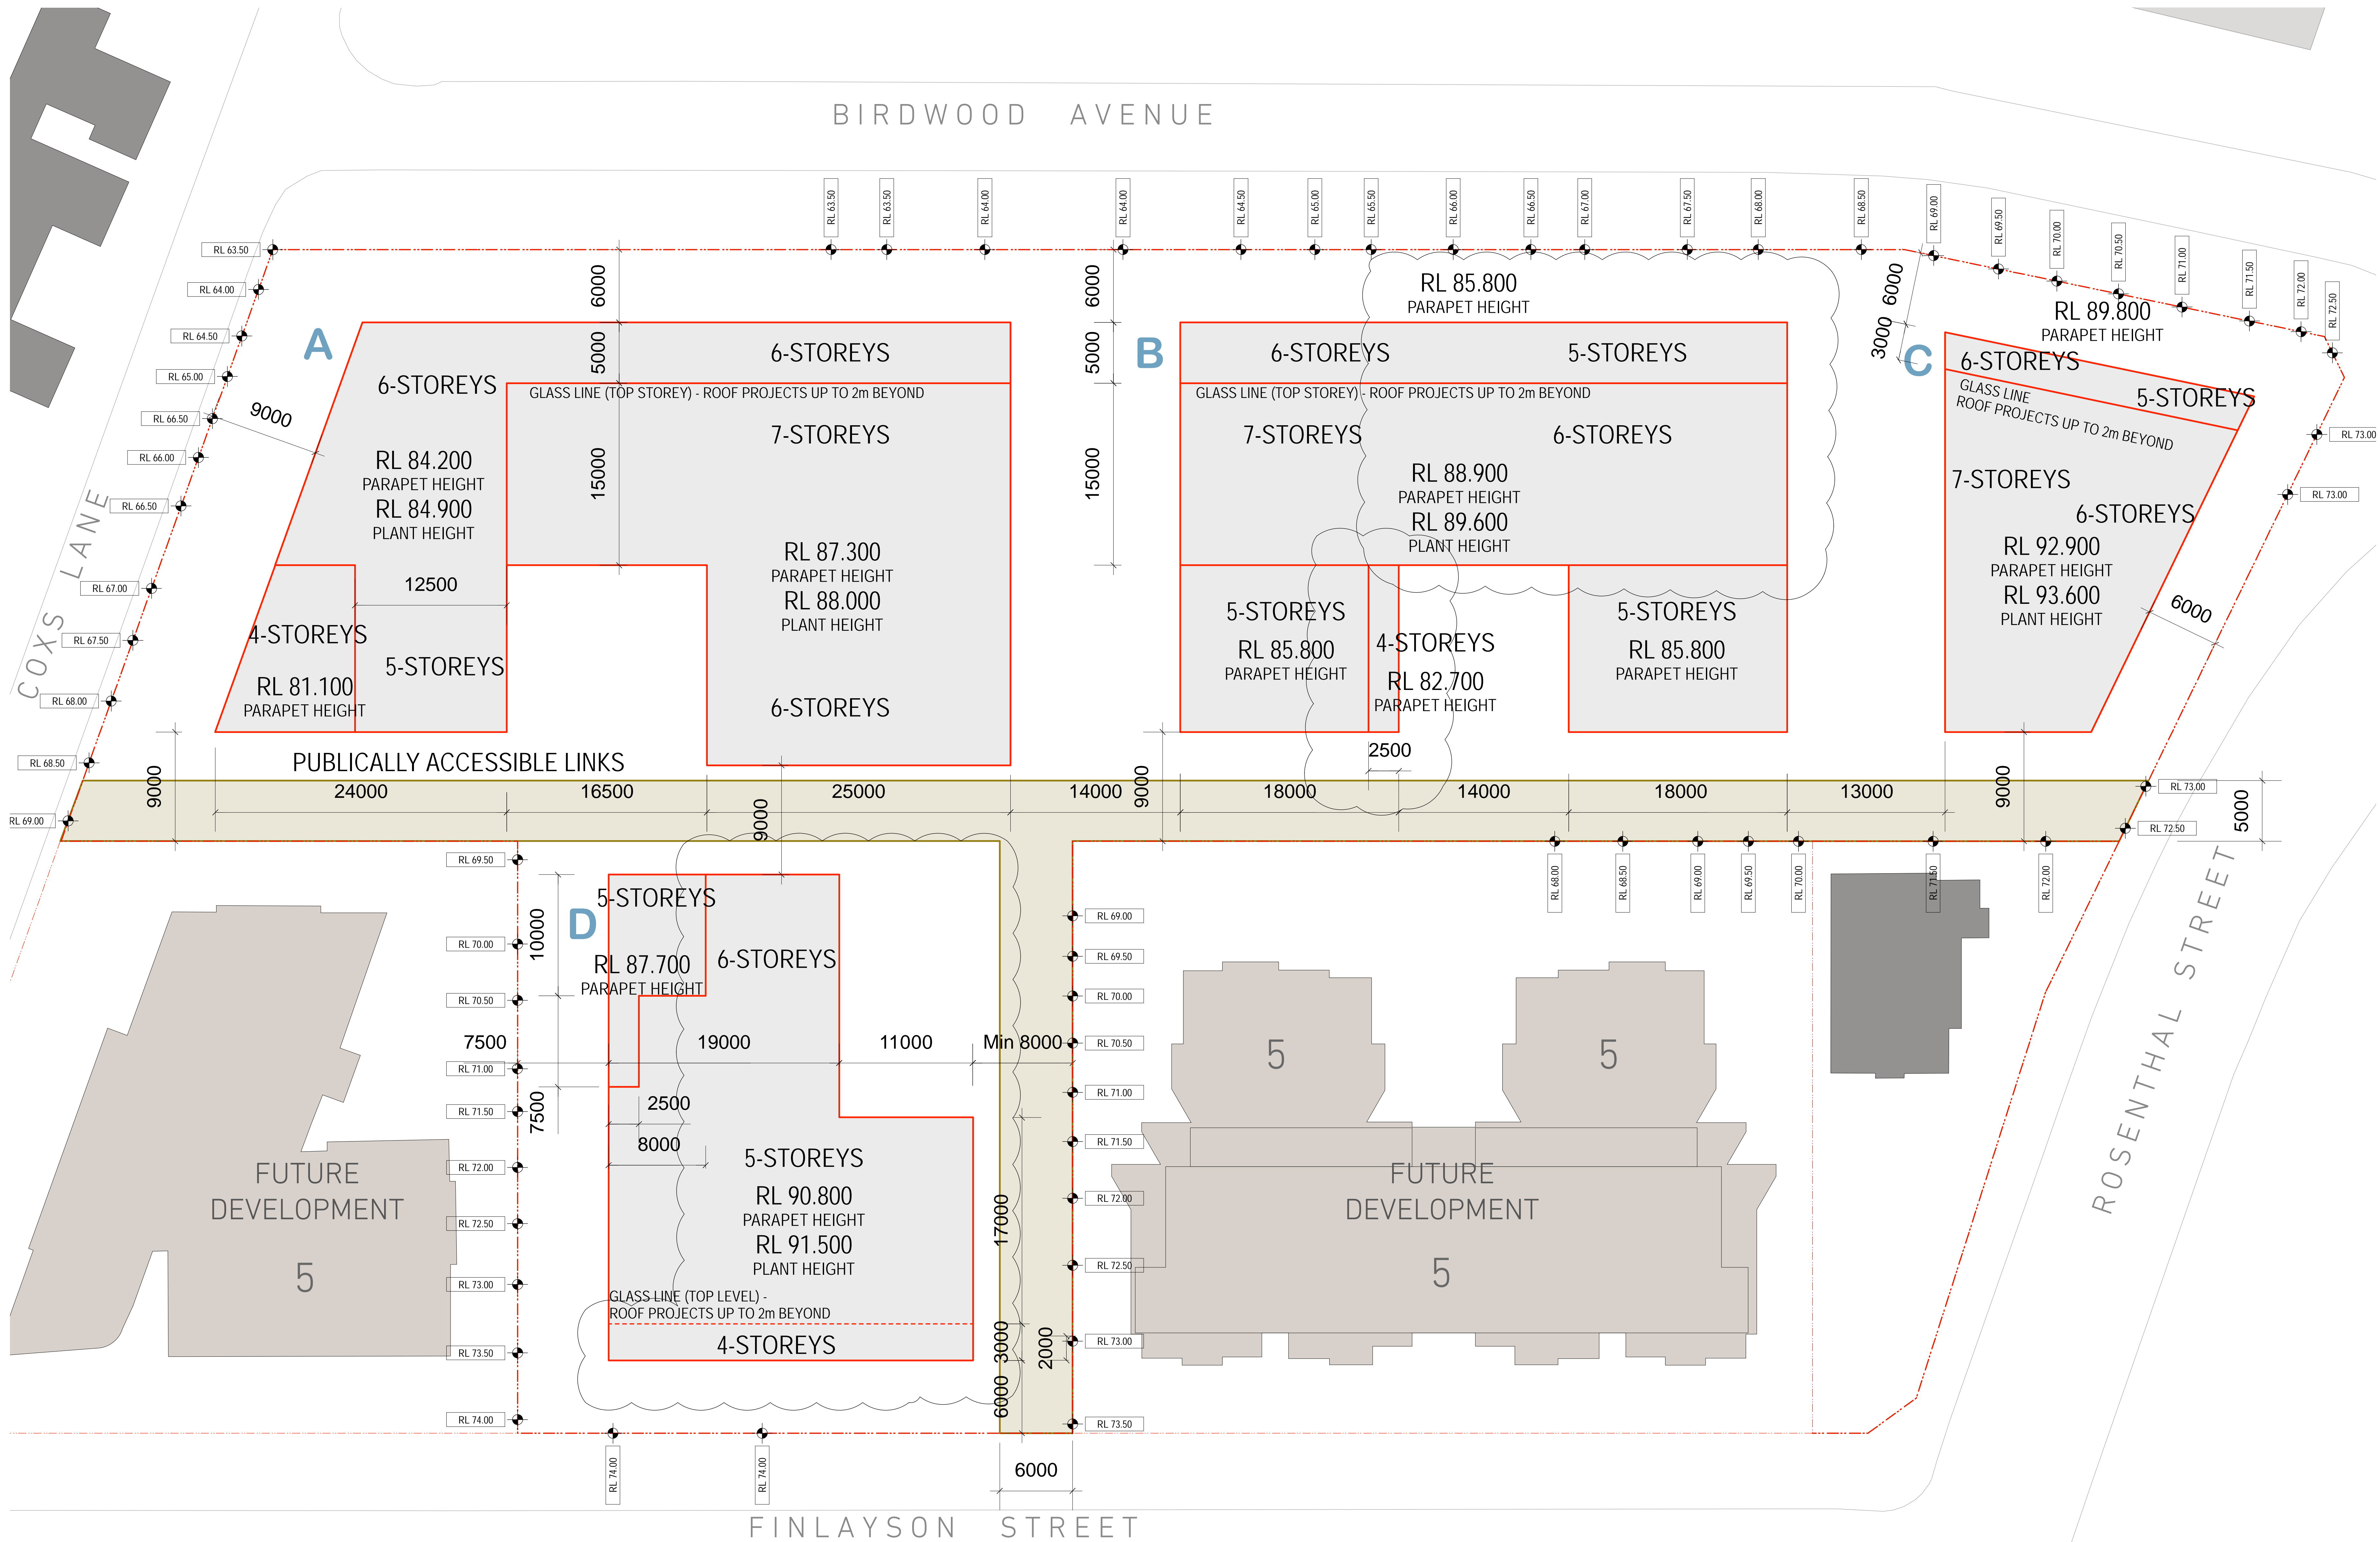 BIRDWOOD AVENUE
RL 63.50
RL 63.50
RL 64.00
RL 64.00
RL 64.50
RL 65.00
RL 65.50
RL 66.00
RL 66.50
RL 67.00
RL 67.50
RL 68.00
RL 68.50
RL 69.00
RL 69.50
RL 70.00
RL 70.50
RL 71.00
RL 71.50
RL 72.00
RL 72.50
RL 63.50
RL 64.00
RL 64.50
RL 65.00
RL 66.50
RL 66.00
RL 66.50
RL 67.00
RL 67.50
RL 68.00
RL 68.50
RL 69.00
COXS LANE
9000
A
6000
5000
15000
6-STOREYS
6-STOREYS
GLASS LINE (TOP STOREY) - ROOF PROJECTS UP TO 2m BEYOND
7-STOREYS
RL 84.200
PARAPET HEIGHT
RL 84.900
PLANT HEIGHT
RL 87.300
PARAPET HEIGHT
RL 88.000
PLANT HEIGHT
12500
4-STOREYS
5-STOREYS
RL 81.100
PARAPET HEIGHT
6-STOREYS
B
6000
5000
15000
RL 85.800
PARAPET HEIGHT
6-STOREYS
5-STOREYS
GLASS LINE (TOP STOREY) - ROOF PROJECTS UP TO 2m BEYOND
7-STOREYS
6-STOREYS
RL 88.900
PARAPET HEIGHT
RL 89.600
PLANT HEIGHT
5-STOREYS
RL 85.800
PARAPET HEIGHT
4-STOREYS
RL 82.700
PARAPET HEIGHT
5-STOREYS
RL 85.800
PARAPET HEIGHT
2500
C
6000
3000
RL 89.800
PARAPET HEIGHT
6-STOREYS
5-STOREYS
GLASS LINE
ROOF PROJECTS UP TO 2m BEYOND
7-STOREYS
6-STOREYS
RL 92.900
PARAPET HEIGHT
RL 93.600
PLANT HEIGHT
6000
RL 73.00
RL 73.00
RL 73.00
RL 72.50
5000
PUBLICALLY ACCESSIBLE LINKS
9000
24000
16500
25000
14000
18000
14000
18000
13000
9000
9000
9000
RL 68.00
RL 68.50
RL 69.00
RL 69.50
RL 70.00
RL 71.50
RL 72.00
RL 69.50
RL 70.00
RL 70.50
RL 71.00
RL 71.50
RL 72.00
RL 72.50
RL 73.00
RL 73.50
RL 74.00
D
5-STOREYS
10000
RL 87.700
PARAPET HEIGHT
6-STOREYS
7500
19000
11000
Min 8000
7500
2500
8000
5-STOREYS
RL 90.800
PARAPET HEIGHT
RL 91.500
PLANT HEIGHT
GLASS LINE (TOP LEVEL) -
ROOF PROJECTS UP TO 2m BEYOND
4-STOREYS
17000
3000
2000
6000
6000
RL 69.00
RL 69.50
RL 70.00
RL 70.50
RL 71.00
RL 71.50
RL 72.00
RL 72.50
RL 73.00
RL 73.50
RL 74.00
RL 74.00
FUTURE
DEVELOPMENT
5
5
5
FUTURE
DEVELOPMENT
5
ROSENTHAL STREET
FINLAYSON STREET